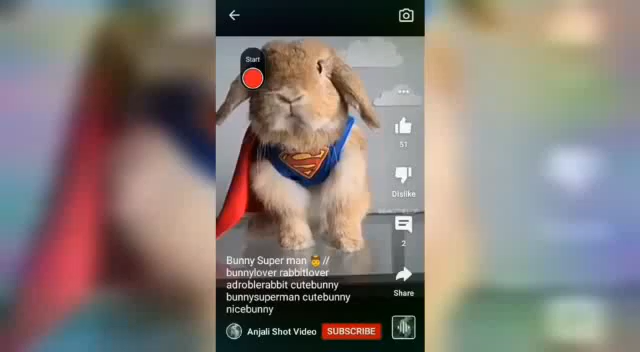 Start
51
Dislike
2
Share
Bunny Super man 🤴//
bunnylover rabbitlover
adroblerabbit cutebunny
bunnysuperman cutebunny
nicebunny
Anjali Shot Video SUBSCRIBE